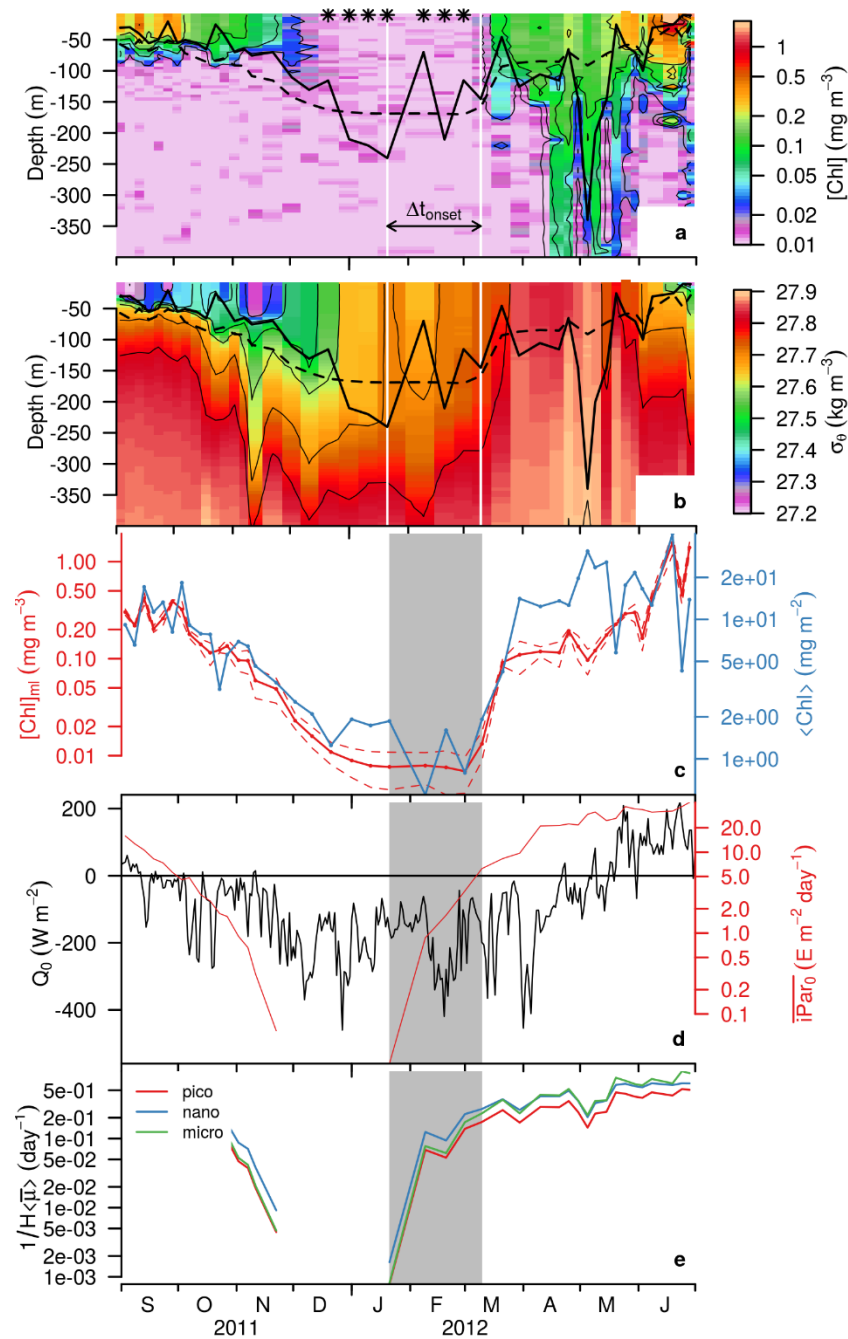 -50
-100
-150
-200
-250
-300
-350
Depth (m)
∗ ∗ ∗ ∗ ∗ ∗ ∗
Δt_onset
a
1
0.5
0.2
0.1
0.05
0.02
0.01
[Chl] (mg m⁻³)
-50
-100
-150
-200
-250
-300
-350
Depth (m)
b
27.9
27.8
27.7
27.6
27.5
27.4
27.3
27.2
σ_θ (kg m⁻³)
1.00
0.50
0.20
0.10
0.05
0.02
0.01
[Chl]_ml (mg m⁻³)
c
2e+01
1e+01
5e+00
2e+00
1e+00
<Chl> (mg m⁻²)
200
0
-200
-400
Q₀ (W m⁻²)
d
20.0
10.0
5.0
2.0
1.0
0.5
0.2
0.1
iPar₀ (E m⁻² day⁻¹)
5e-01
2e-01
1e-01
5e-02
2e-02
1e-02
5e-03
2e-03
1e-03
1/H<μ̄> (day⁻¹)
pico
nano
micro
e
S O N D J F M A M J
2011 2012